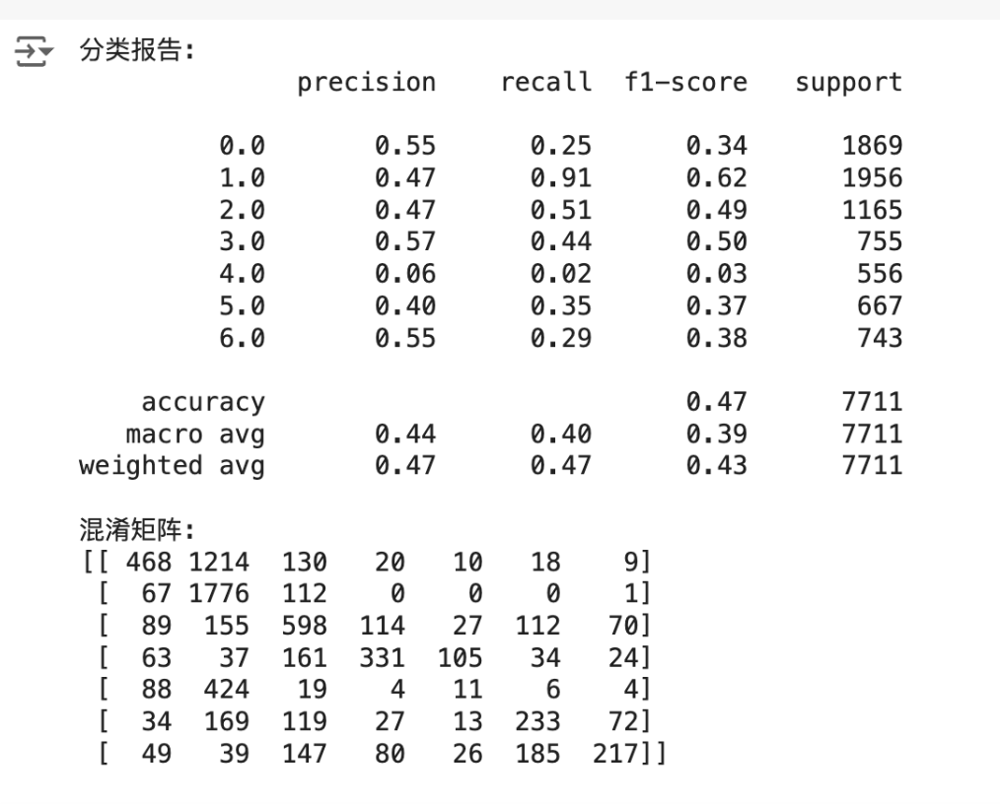 分类报告:
precision recall f1-score support
0.0 0.55 0.25 0.34 1869
1.0 0.47 0.91 0.62 1956
2.0 0.47 0.51 0.49 1165
3.0 0.57 0.44 0.50 755
4.0 0.06 0.02 0.03 556
5.0 0.40 0.35 0.37 667
6.0 0.55 0.29 0.38 743
accuracy 0.47 7711
macro avg 0.44 0.40 0.39 7711
weighted avg 0.47 0.47 0.43 7711
混淆矩阵:
[[ 468 1214 130 20 10 18 9]
[ 67 1776 112 0 0 0 1]
[ 89 155 598 114 27 112 70]
[ 63 37 161 331 105 34 24]
[ 88 424 19 4 11 6 4]
[ 34 169 119 27 13 233 72]
[ 49 39 147 80 26 185 217]]